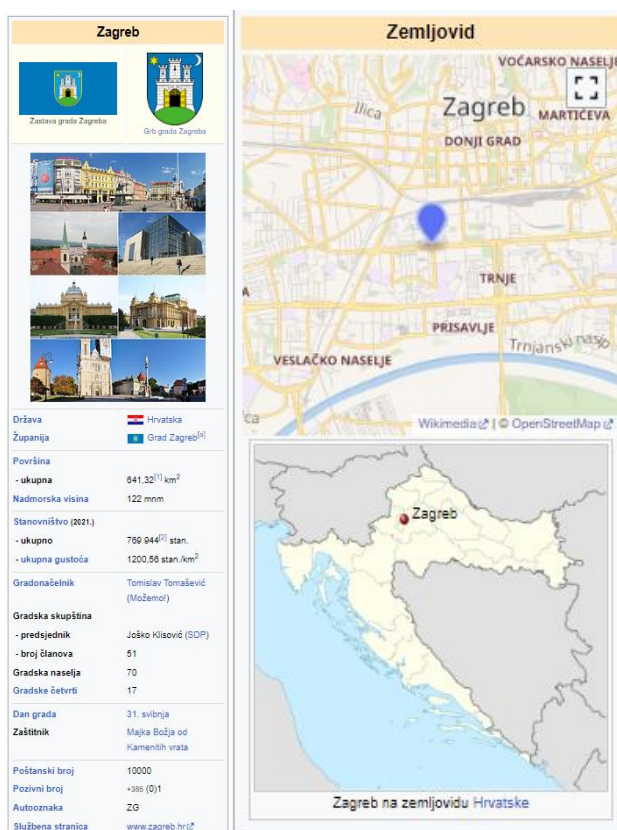 Zagreb
Zastava grada Zagreba
Grb grada Zagreba
Država Hrvatska
Županija Grad Zagreb[a]
Površina
- ukupna 641,32[1] km2
Nadmorska visina 122 mnm
Stanovništvo (2021.)
- ukupno 769 944[2] stan.
- ukupna gustoća 1200,56 stan./km2
Gradonačelnik Tomislav Tomašević
(Možemo!)
Gradska skupština
- predsjednik Joško Klisović (SDP)
- broj članova 51
Gradska naselja 70
Gradske četvrti 17
Dan grada 31. svibnja
Zaštitnik Majka Božja od
Kamenitih vrata
Poštanski broj 10000
Pozivni broj +385 (0)1
Autooznaka ZG
Službena stranica www.zagreb.hr
Zemljovid
VOĆARSKO NASELJE
Ilica
Zagreb
MARTIĆEVA
DONJI GRAD
TRNJE
PRISAVLJE
Trnjanski nasip
VESLAČKO NASELJE
Wikimedia | © OpenStreetMap
Zagreb
Zagreb na zemljovidu Hrvatske